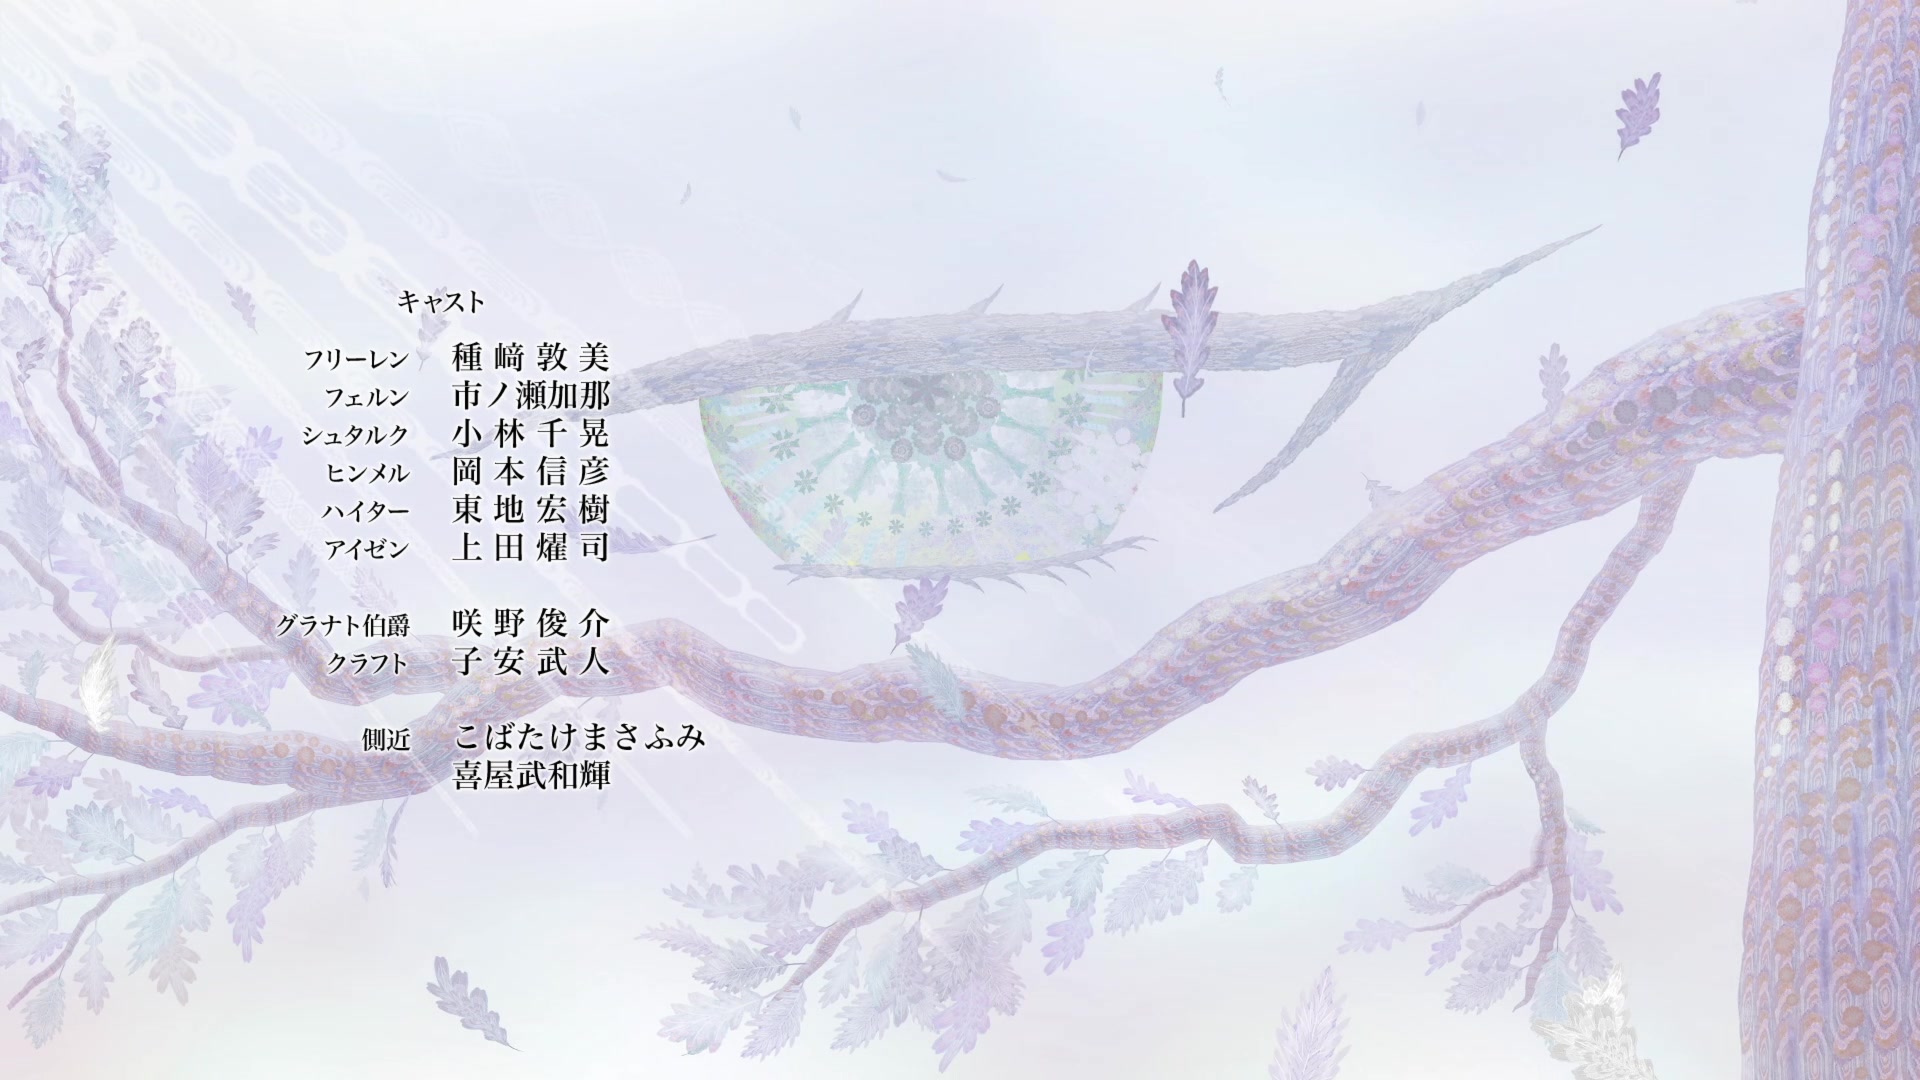 キャスト
フリーレン 種﨑敦美
フェルン 市ノ瀬加那
シュタルク 小林千晃
ヒンメル 岡本信彦
ハイター 東地宏樹
アイゼン 上田燿司
グラナト伯爵 咲野俊介
クラフト 子安武人
側近 こばたけまさふみ
喜屋武和輝